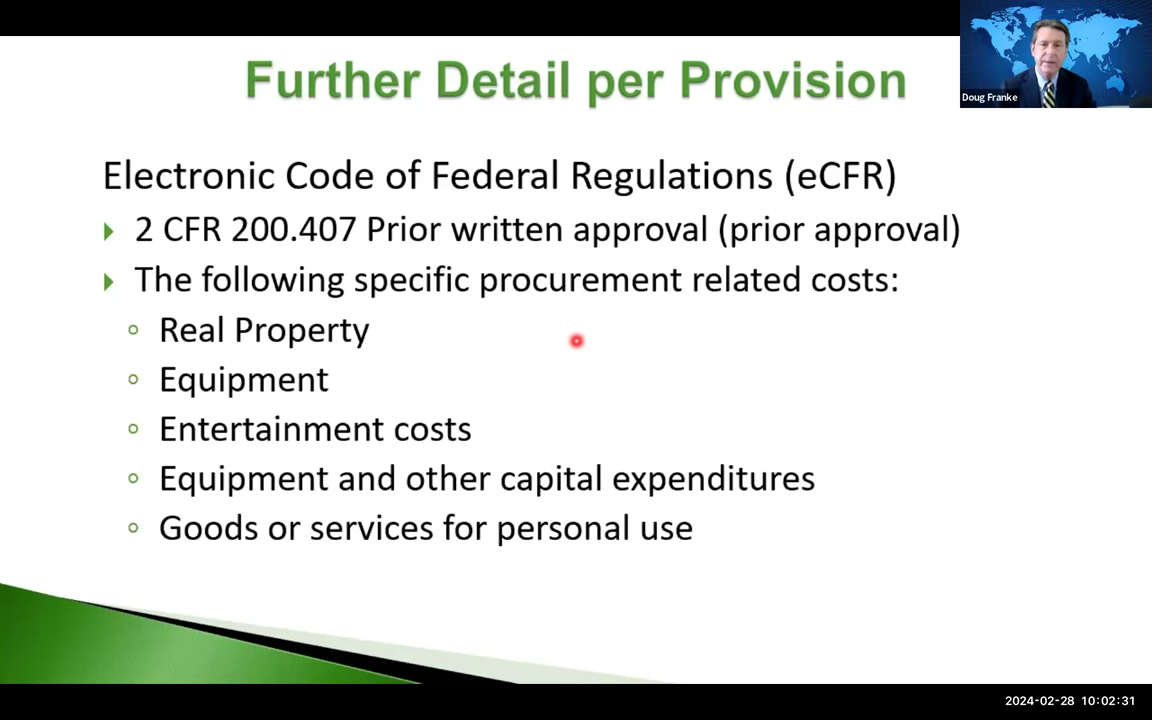 Further Detail per Provision
Doug Franke
Electronic Code of Federal Regulations (eCFR)
2 CFR 200.407 Prior written approval (prior approval)
The following specific procurement related costs:
Real Property
Equipment
Entertainment costs
Equipment and other capital expenditures
Goods or services for personal use
2024-02-28 10:02:31